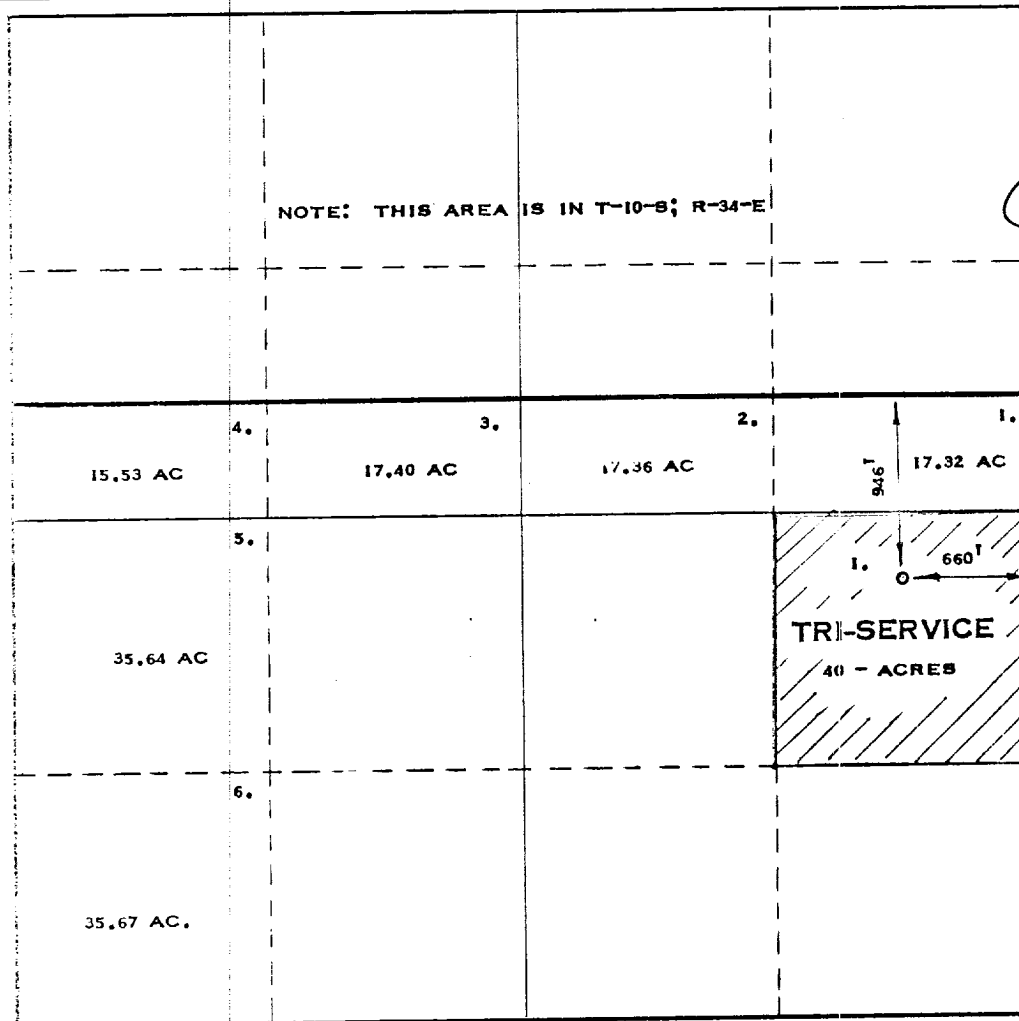 NOTE: THIS AREA IS IN T-10-S; R-34-E
4.
3.
2.
1.
15.53 AC
17.40 AC
17.36 AC
946'
17.32 AC
5.
1.
660'
35.64 AC
TRI-SERVICE
40 - ACRES
6.
35.67 AC.